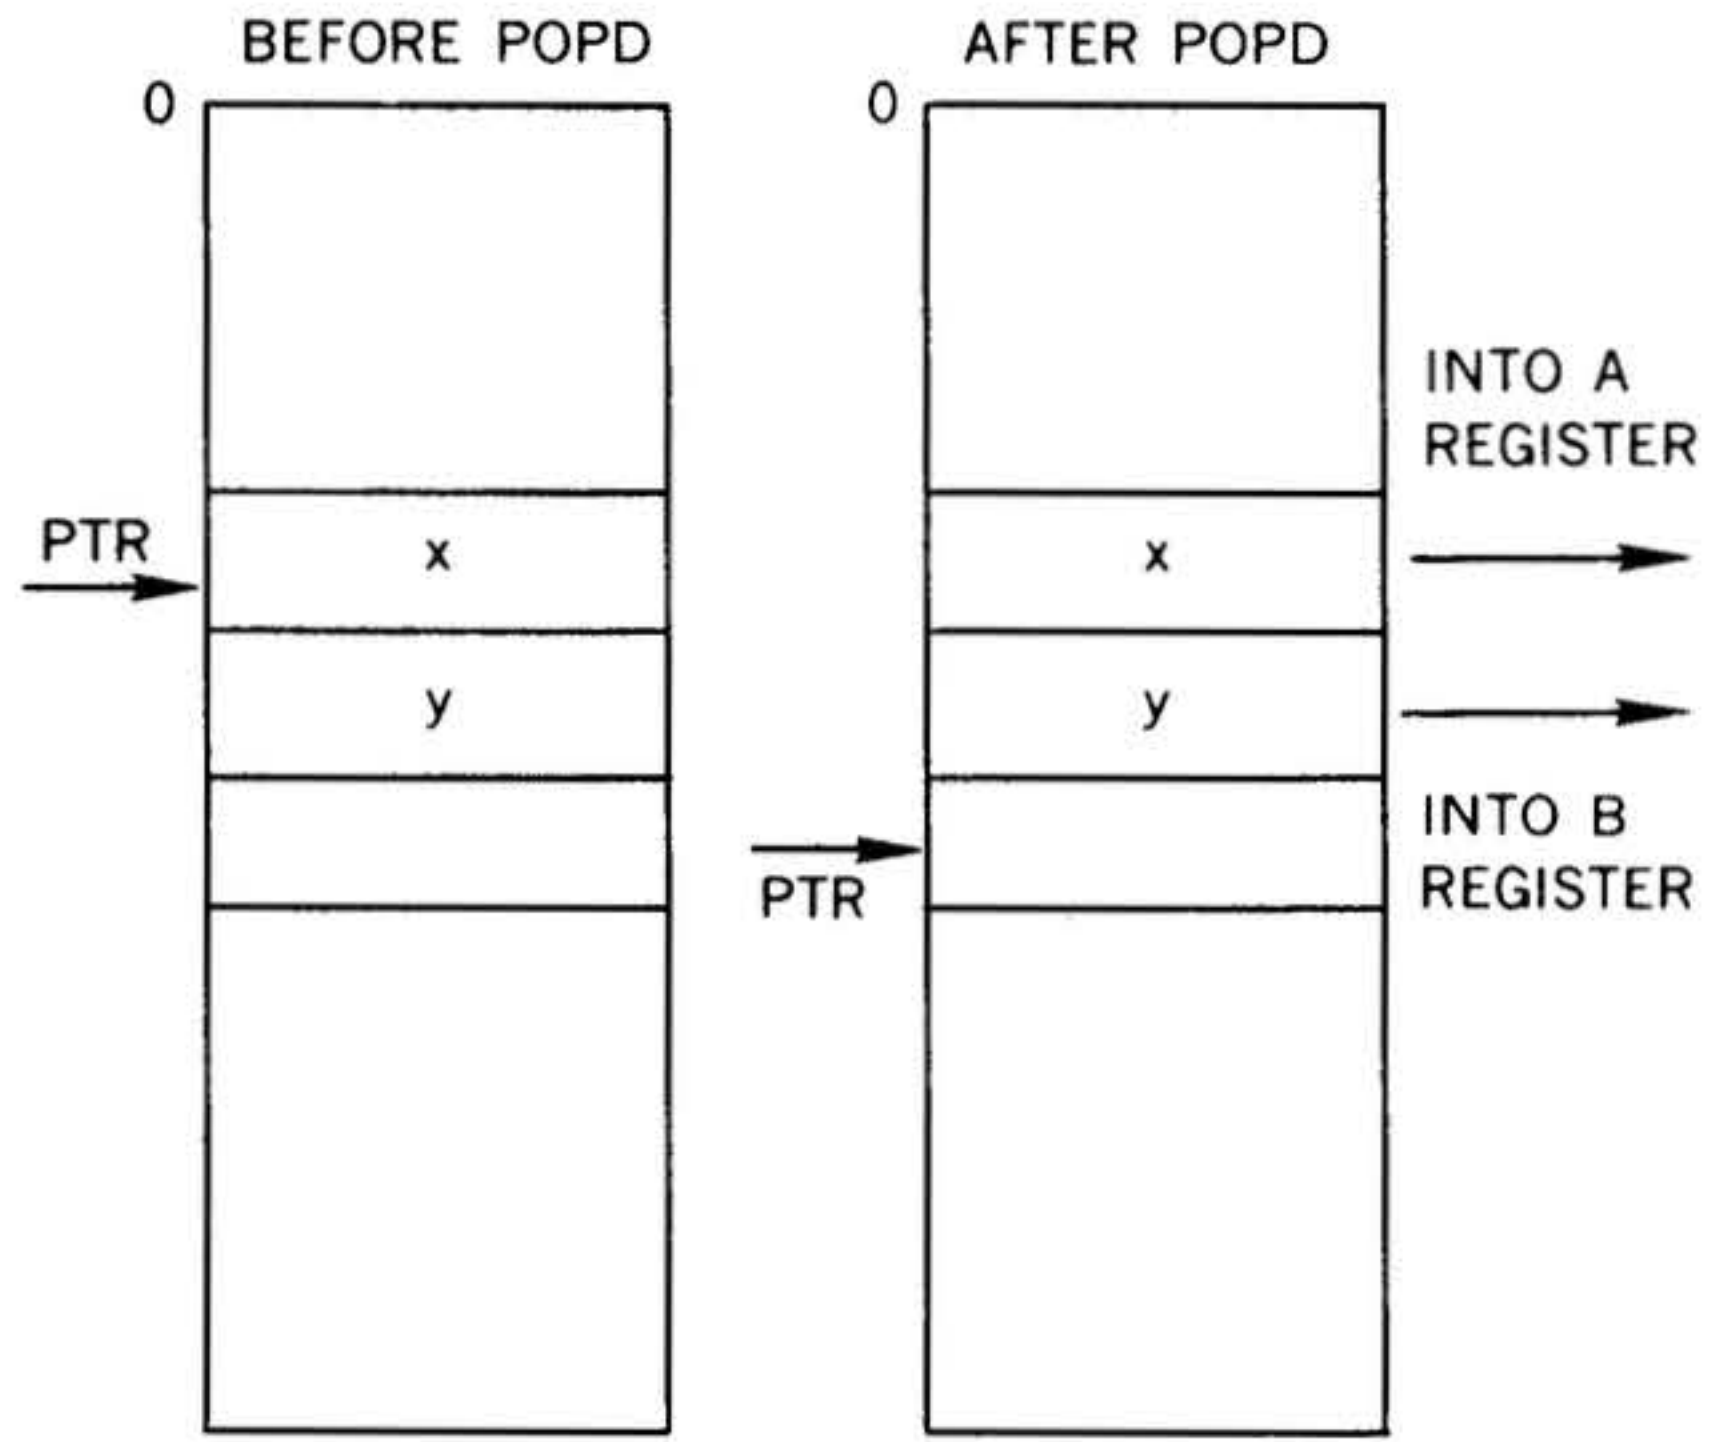 BEFORE POPD
AFTER POPD
0
0
INTO A
REGISTER
PTR
x
x
y
y
INTO B
REGISTER
PTR